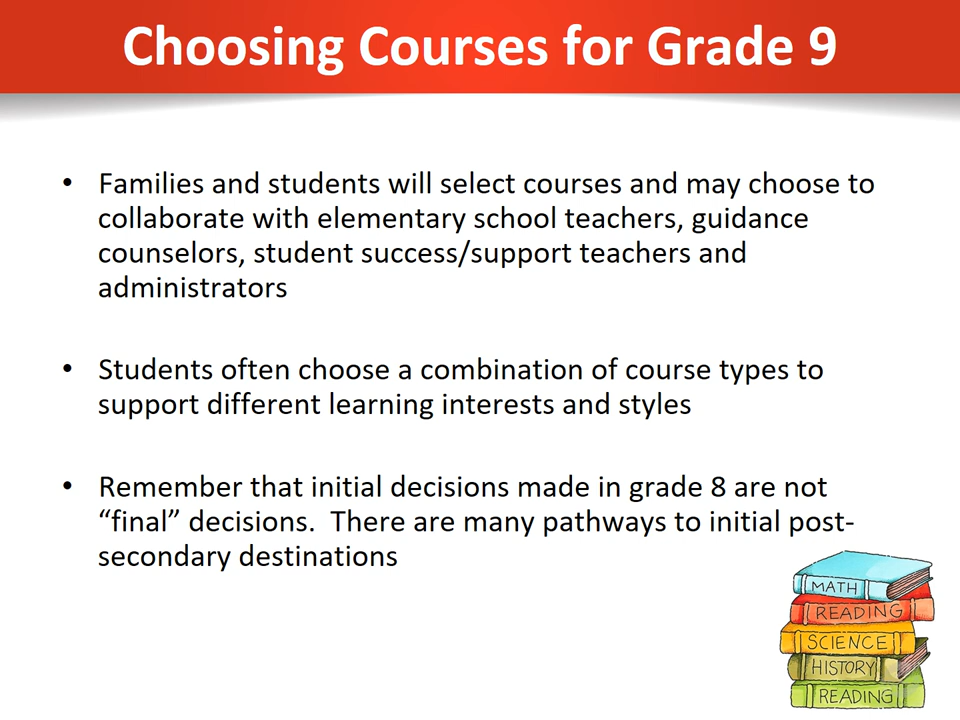 Choosing Courses for Grade 9
• Families and students will select courses and may choose to
collaborate with elementary school teachers, guidance
counselors, student success/support teachers and
administrators
• Students often choose a combination of course types to
support different learning interests and styles
• Remember that initial decisions made in grade 8 are not
“final” decisions.  There are many pathways to initial post-
secondary destinations
MATH
READING
SCIENCE
HISTORY
READING